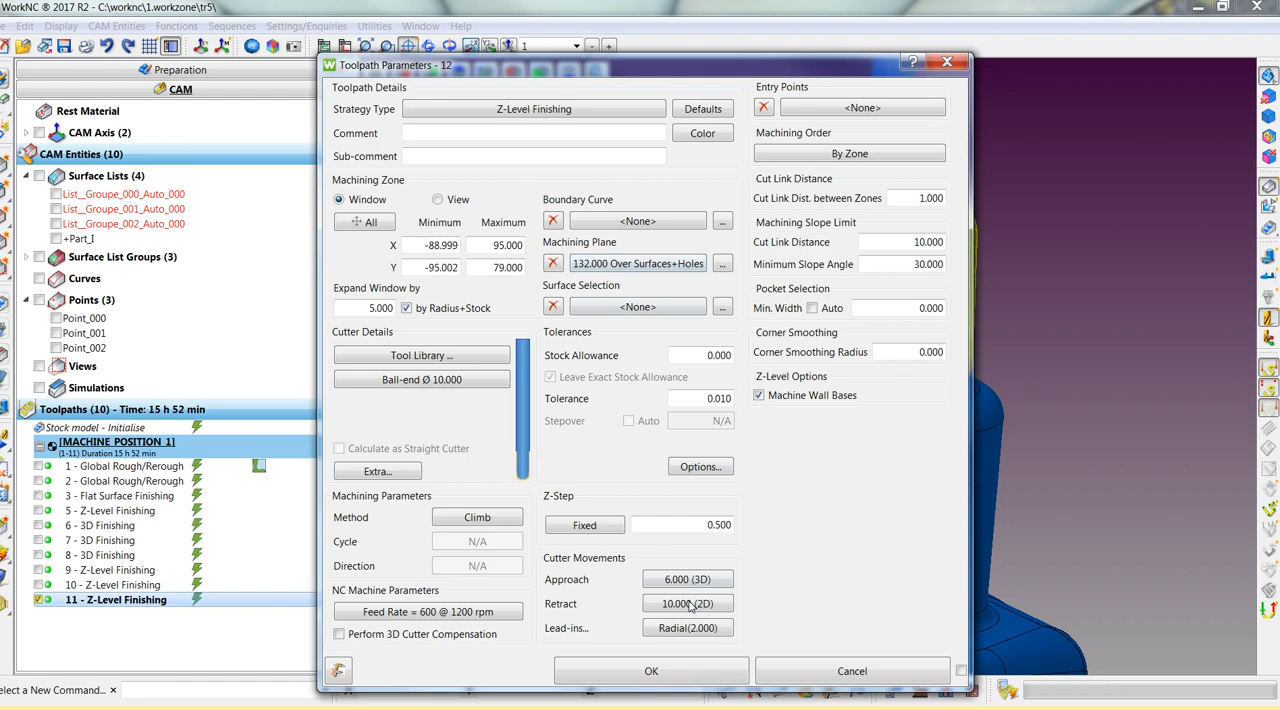 WorkNC ® 2017 R2 - C:\worknc\1.workzone\tr5\
Edit Display CAM Entities Functions Sequences Settings/Enquiries Utilities Window Help
1
- +
Preparation
CAM
Rest Material
CAM Axis (2)
CAM Entities (10)
Surface Lists (4)
List__Groupe_000_Auto_000
List__Groupe_001_Auto_000
List__Groupe_002_Auto_000
+Part_I
Surface List Groups (3)
Curves
Points (3)
Point_000
Point_001
Point_002
Views
Simulations
Toolpaths (10) - Time: 15 h 52 min
Stock model - Initialise
[MACHINE POSITION 1]
(1-11) Duration 15 h 52 min
1 - Global Rough/Rerough
2 - Global Rough/Rerough
3 - Flat Surface Finishing
5 - Z-Level Finishing
6 - 3D Finishing
7 - 3D Finishing
8 - 3D Finishing
9 - Z-Level Finishing
10 - Z-Level Finishing
11 - Z-Level Finishing
elect a New Command...
Toolpath Parameters - 12
Toolpath Details
Strategy Type Z-Level Finishing Defaults
Comment Color
Sub-comment
Machining Zone
Window View
All Minimum Maximum
X -88.999 95.000
Y -95.002 79.000
Expand Window by
5.000 by Radius+Stock
Boundary Curve
<None> ...
Machining Plane
132.000 Over Surfaces+Holes ...
Surface Selection
<None> ...
Cutter Details
Tool Library ...
Ball-end Ø 10.000
Calculate as Straight Cutter
Extra...
Tolerances
Stock Allowance 0.000
Leave Exact Stock Allowance
Tolerance 0.010
Stepover Auto N/A
Options...
Machining Parameters
Method Climb
Cycle N/A
Direction N/A
Z-Step
Fixed 0.500
NC Machine Parameters
Feed Rate = 600 @ 1200 rpm
Perform 3D Cutter Compensation
Cutter Movements
Approach 6.000 (3D)
Retract 10.000 (2D)
Lead-ins... Radial(2.000)
Entry Points
<None>
Machining Order
By Zone
Cut Link Distance
Cut Link Dist. between Zones 1.000
Machining Slope Limit
Cut Link Distance 10.000
Minimum Slope Angle 30.000
Pocket Selection
Min. Width Auto 0.000
Corner Smoothing
Corner Smoothing Radius 0.000
Z-Level Options
Machine Wall Bases
OK Cancel